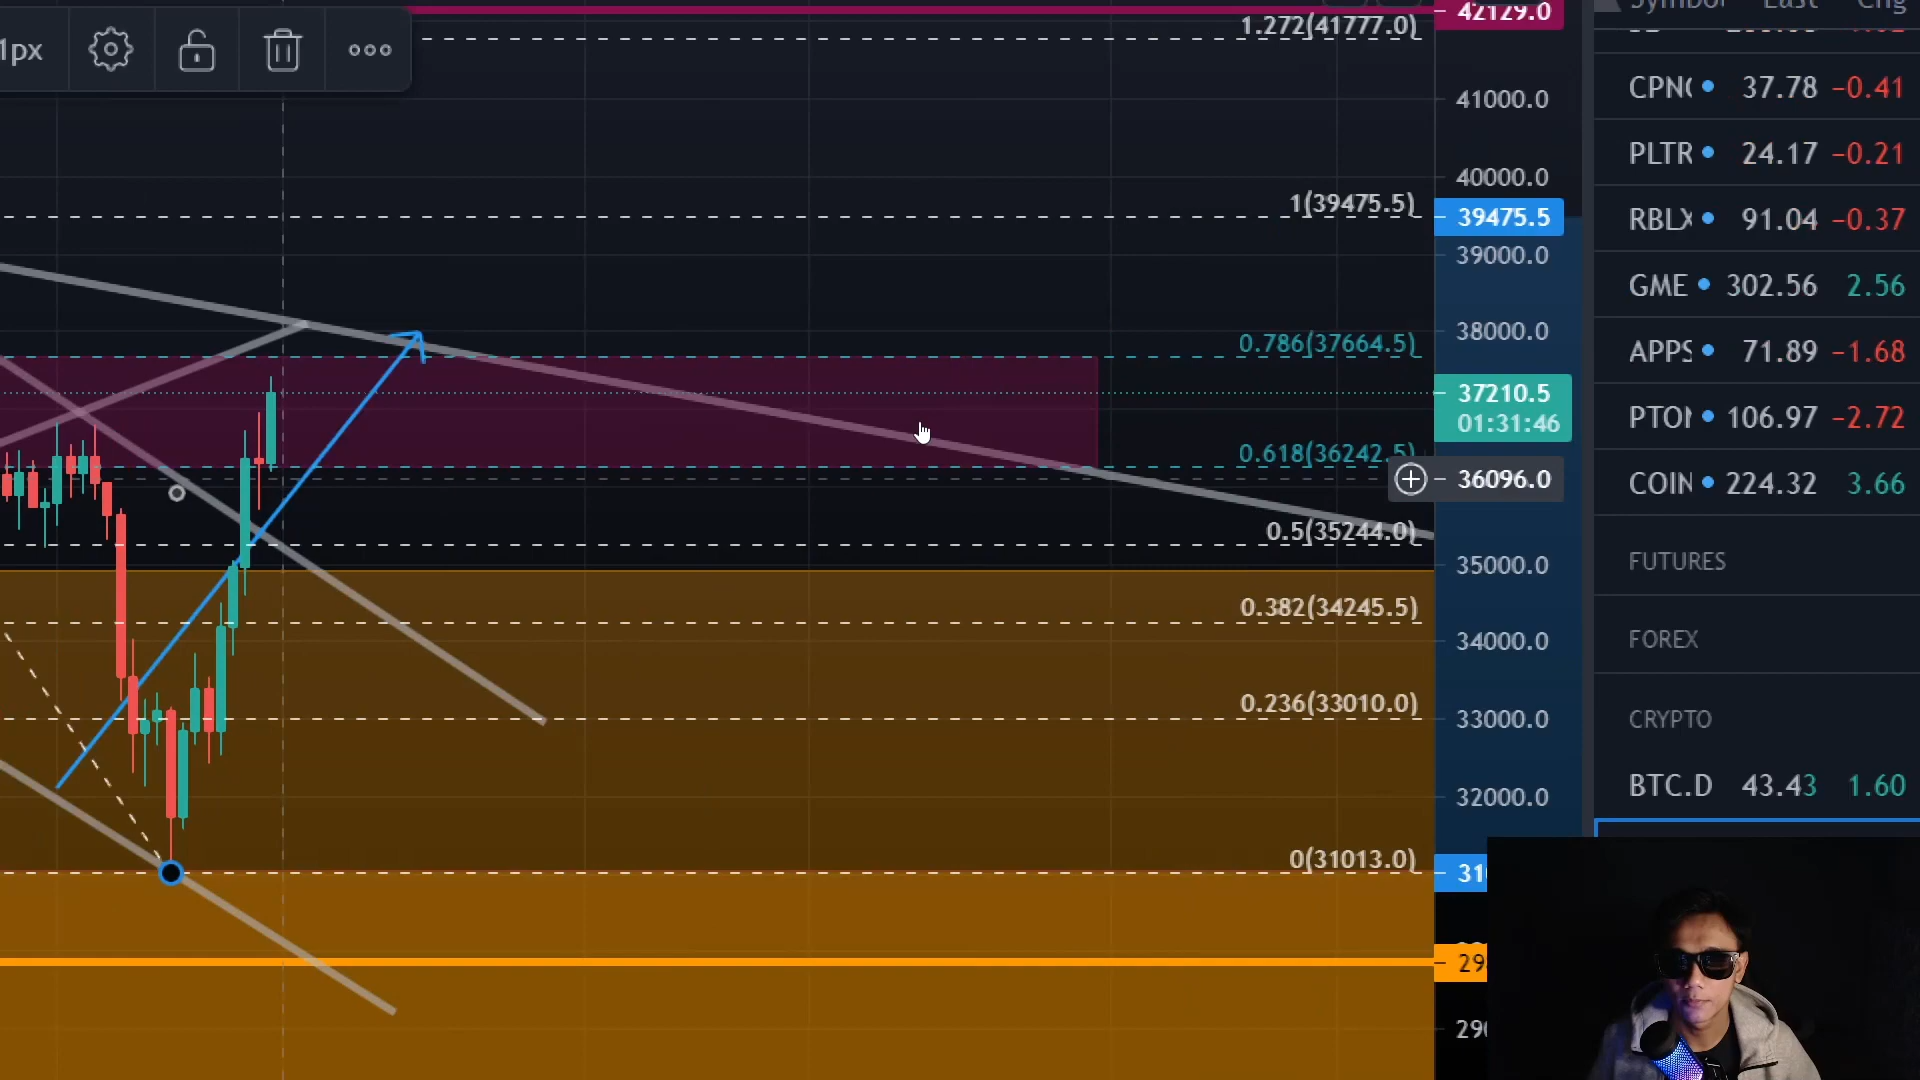 1px
1.272(41777.0)
1(39475.5)
0.786(37664.5)
0.618(36242.5)
0.5(35244.0)
0.382(34245.5)
0.236(33010.0)
0(31013.0)
42129.0
41000.0
40000.0
39475.5
39000.0
38000.0
37210.5
01:31:46
36096.0
35000.0
34000.0
33000.0
32000.0
31
29
29
Symbol Last Chg
CPN 37.78 −0.41
PLTR 24.17 −0.21
RBLX 91.04 −0.37
GME 302.56 2.56
APPS 71.89 −1.68
PTON 106.97 −2.72
COIN 224.32 3.66
FUTURES
FOREX
CRYPTO
BTC.D 43.43 1.60